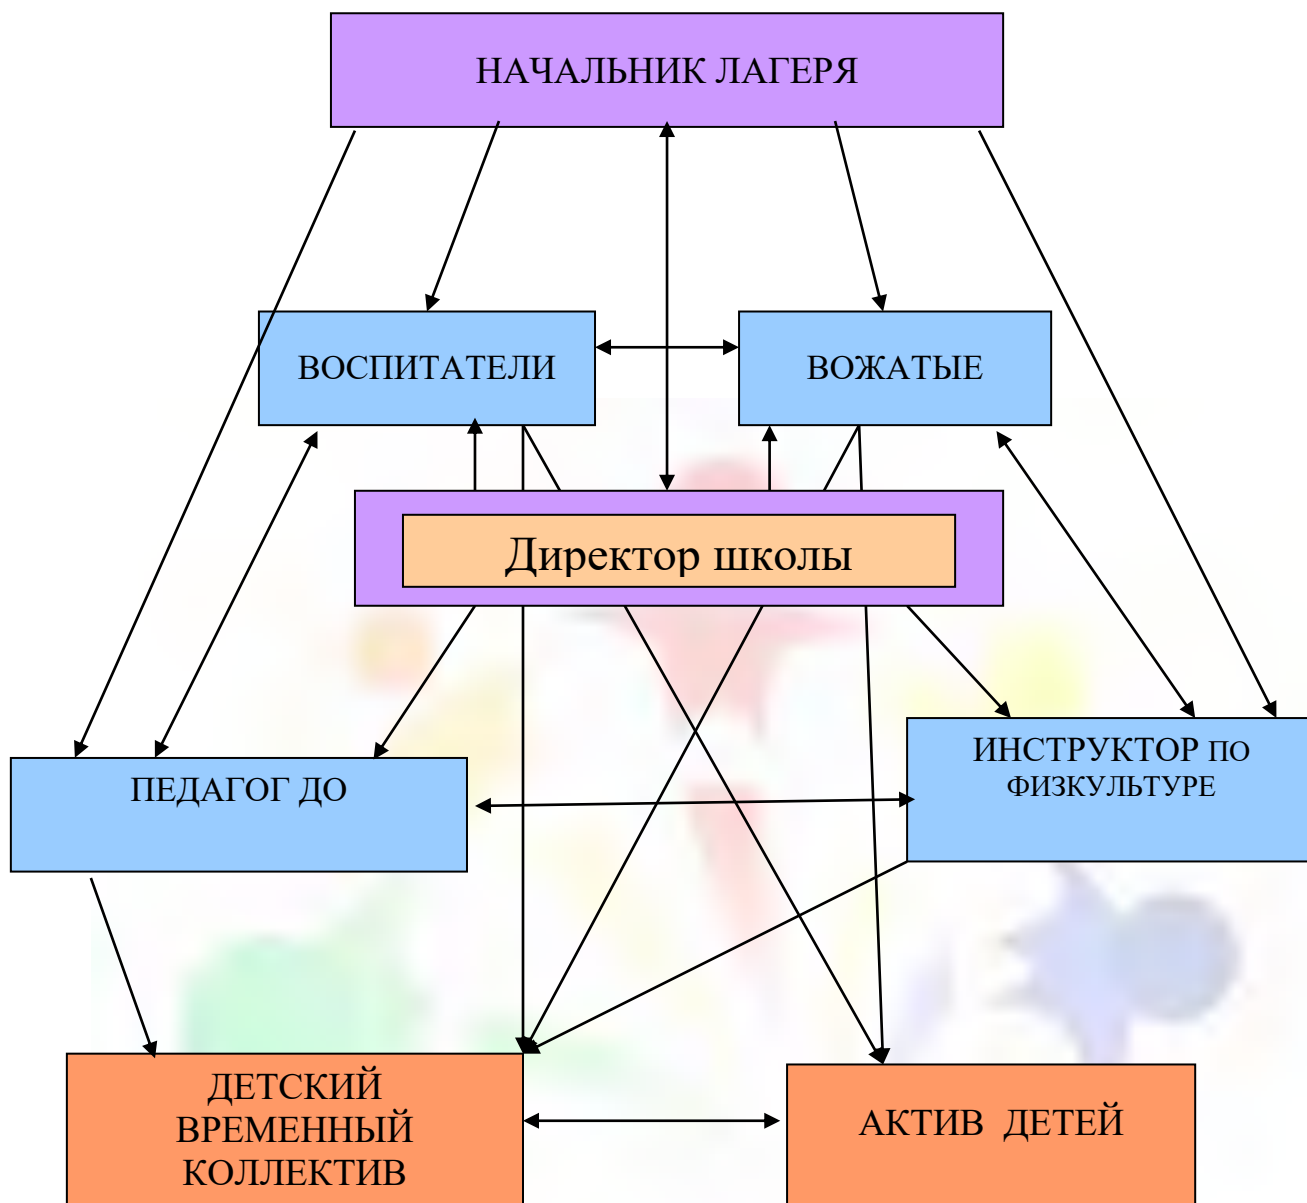 НАЧАЛЬНИК ЛАГЕРЯ
ВОСПИТАТЕЛИ
ВОЖАТЫЕ
Директор школы
ПЕДАГОГ ДО
ИНСТРУКТОР ПО
ФИЗКУЛЬТУРЕ
ДЕТСКИЙ
ВРЕМЕННЫЙ
КОЛЛЕКТИВ
АКТИВ ДЕТЕЙ